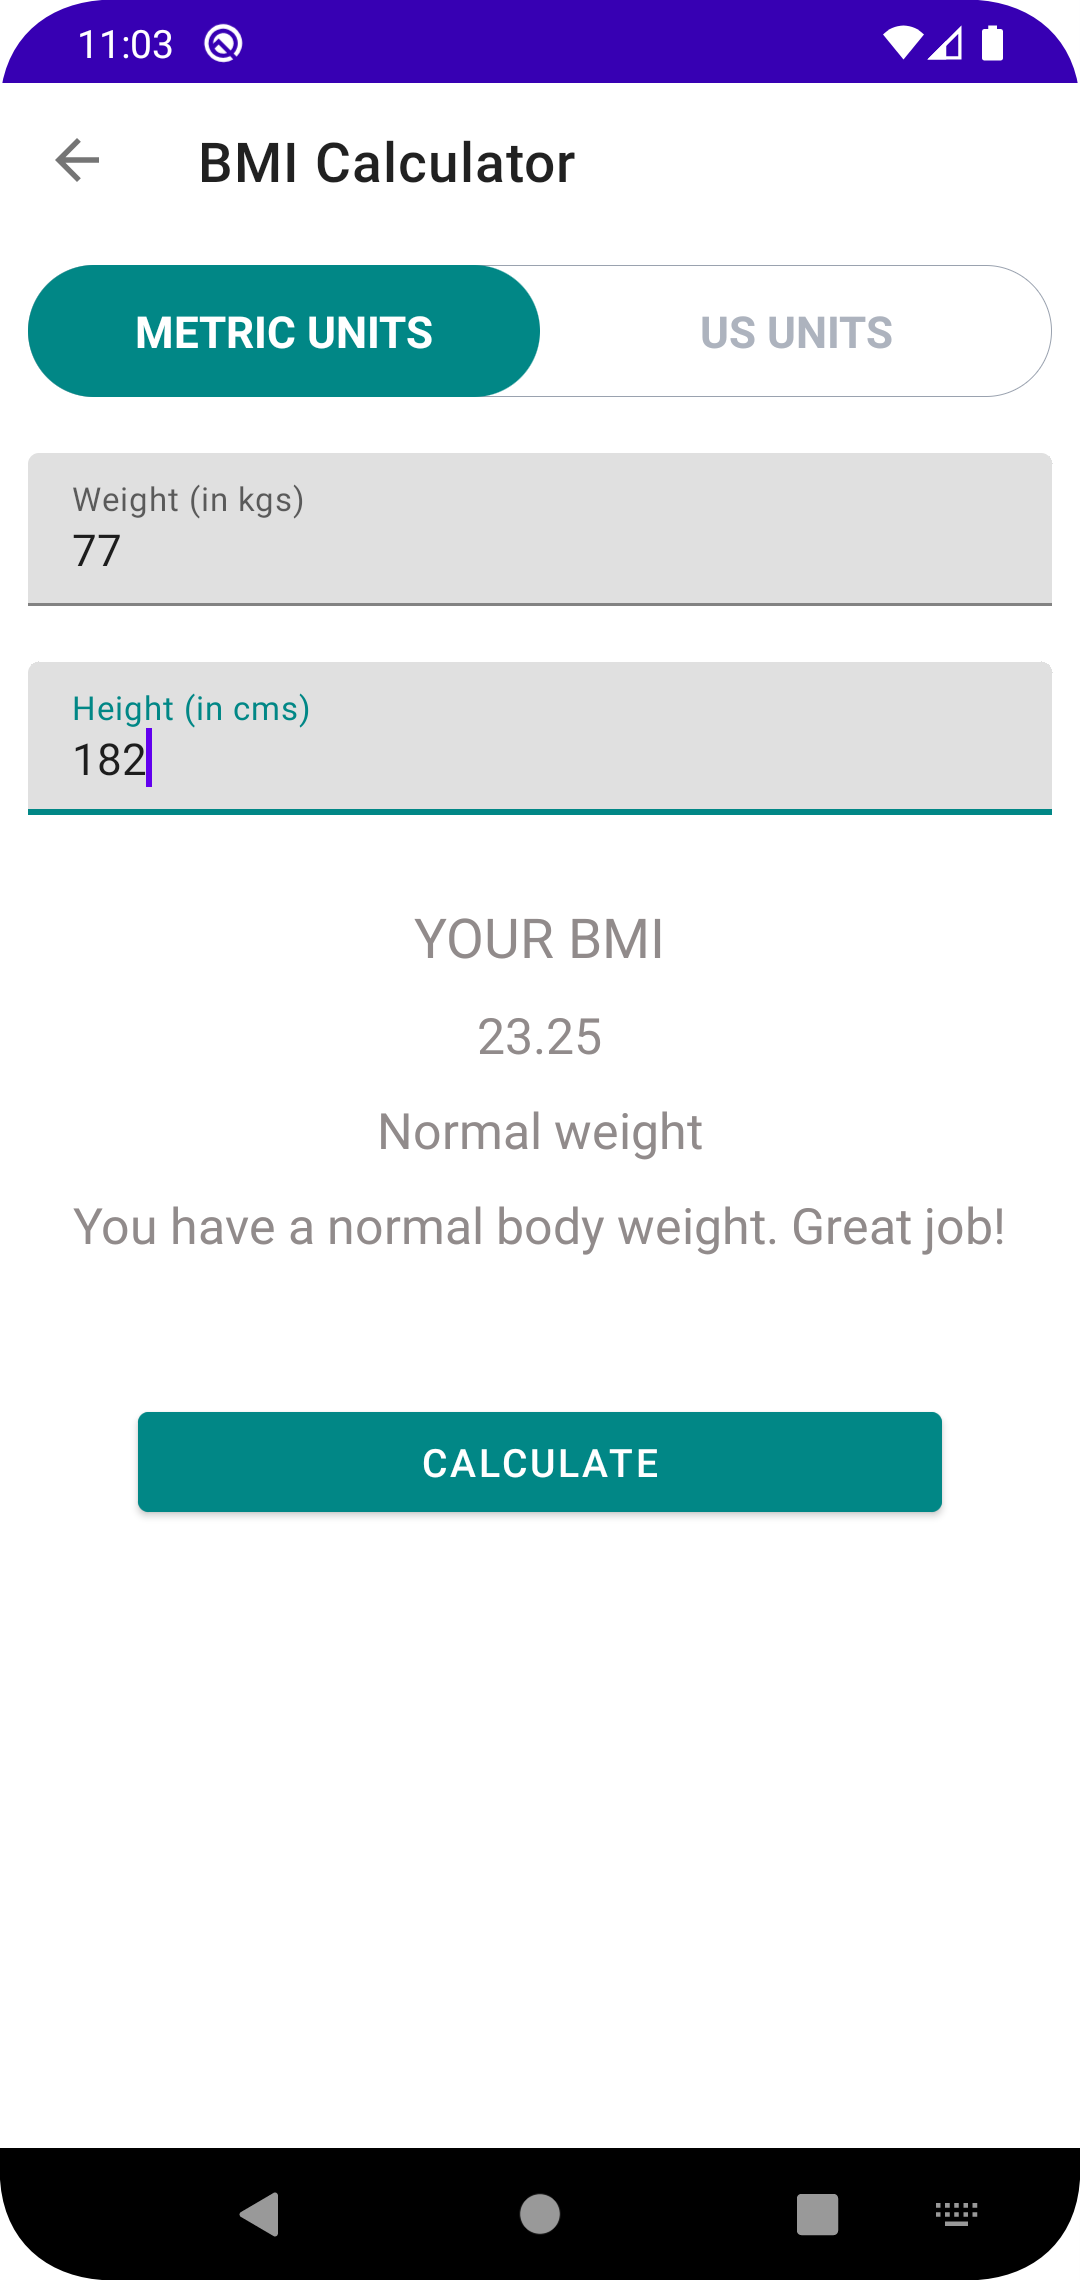 11:03
BMI Calculator
METRIC UNITS
US UNITS
Weight (in kgs)
77
Height (in cms)
182
YOUR BMI
23.25
Normal weight
You have a normal body weight. Great job!
CALCULATE